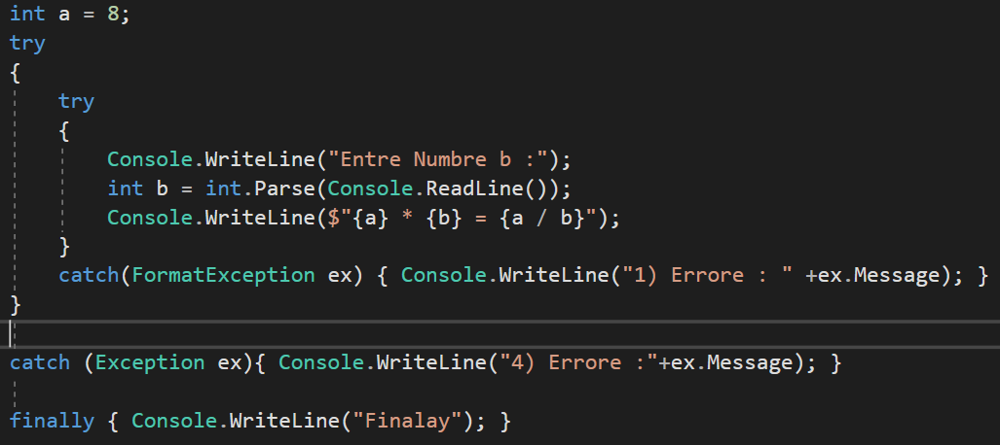 int a = 8;
try
{
try
{
Console.WriteLine("Entre Numbre b :");
int b = int.Parse(Console.ReadLine());
Console.WriteLine($"{a} * {b} = {a / b}");
}
catch(FormatException ex) { Console.WriteLine("1) Errore : " +ex.Message); }
}
catch (Exception ex){ Console.WriteLine("4) Errore :"+ex.Message); }
finally { Console.WriteLine("Finalay"); }